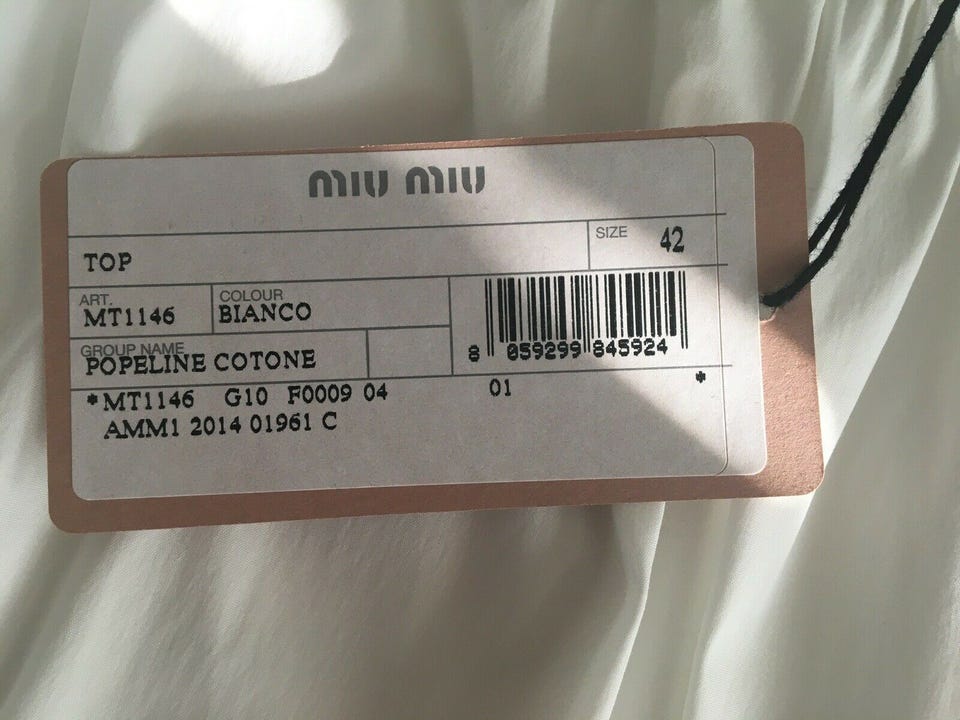 miu miu
TOP
SIZE 42
ART.
MT1146
COLOUR
BIANCO
GROUP NAME
POPELINE COTONE
8 059299 845924
*MT1146 G10 F0009 04 01 *
AMM1 2014 01961 C